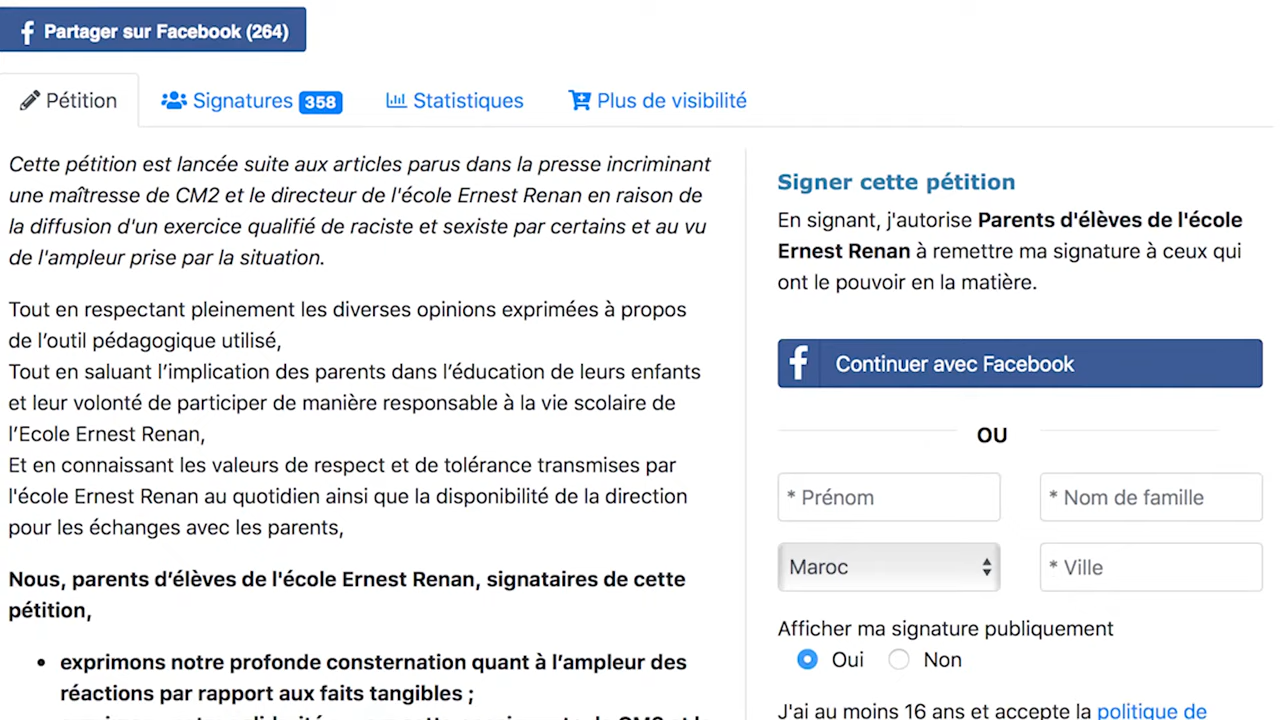 Partager sur Facebook (264)
Pétition
Signatures 358
Statistiques
Plus de visibilité
Cette pétition est lancée suite aux articles parus dans la presse incriminant
une maîtresse de CM2 et le directeur de l'école Ernest Renan en raison de
la diffusion d'un exercice qualifié de raciste et sexiste par certains et au vu
de l'ampleur prise par la situation.
Tout en respectant pleinement les diverses opinions exprimées à propos
de l’outil pédagogique utilisé,
Tout en saluant l’implication des parents dans l’éducation de leurs enfants
et leur volonté de participer de manière responsable à la vie scolaire de
l’Ecole Ernest Renan,
Et en connaissant les valeurs de respect et de tolérance transmises par
l'école Ernest Renan au quotidien ainsi que la disponibilité de la direction
pour les échanges avec les parents,
Nous, parents d’élèves de l'école Ernest Renan, signataires de cette
pétition,
• exprimons notre profonde consternation quant à l’ampleur des
réactions par rapport aux faits tangibles ;
Signer cette pétition
En signant, j'autorise Parents d'élèves de l'école
Ernest Renan à remettre ma signature à ceux qui
ont le pouvoir en la matière.
Continuer avec Facebook
OU
* Prénom
* Nom de famille
Maroc
* Ville
Afficher ma signature publiquement
Oui
Non
J'ai au moins 16 ans et accepte la politique de